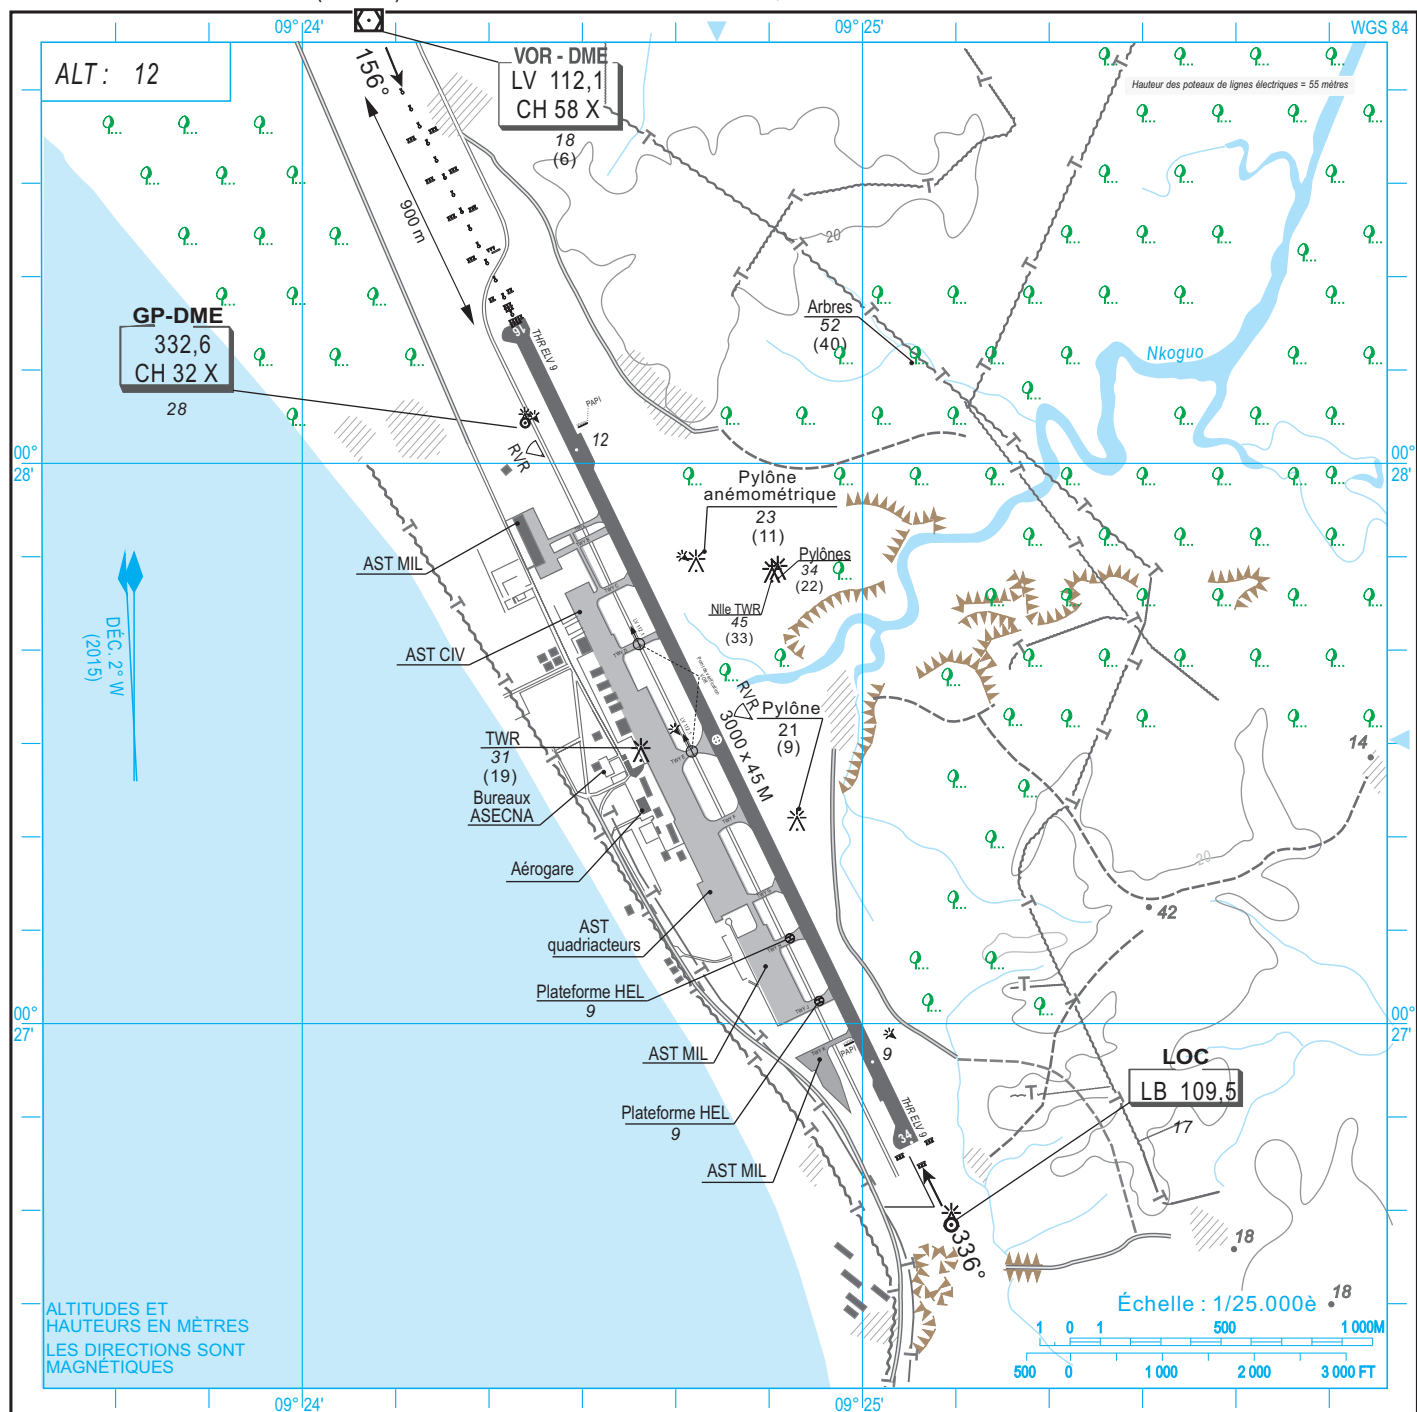 09° 24'
09° 25'
WGS 84
ALT : 12
156°
VOR - DME
LV 112,1
CH 58 X
18
(6)
Hauteur des poteaux de lignes électriques = 55 mètres
900 m
20
GP-DME
332,6
CH 32 X
28
16
THR ELV 9
Arbres
52
(40)
Nkoguo
PAPI
12
RVR
00°
28'
00°
28'
Pylône
anémométrique
23
(11)
Pylônes
34
(22)
Nlle TWR
45
(33)
AST MIL
AST CIV
DÉC. 2° W
(2015)
RVR
Pylône
21
(9)
3000 x 45 M
TWR
31
(19)
Bureaux
ASECNA
Aérogare
14
20
42
AST
quadriacteurs
Plateforme HEL
9
00°
27'
00°
27'
AST MIL
PAPI
9
LOC
LB 109,5
17
Plateforme HEL
9
THR ELV 9
34
AST MIL
336°
18
18
ALTITUDES ET
HAUTEURS EN MÈTRES
LES DIRECTIONS SONT
MAGNÉTIQUES
Échelle : 1/25.000è
1 0 1 500 1 000M
500 0 1 000 2 000 3 000 FT
09° 24'
09° 25'